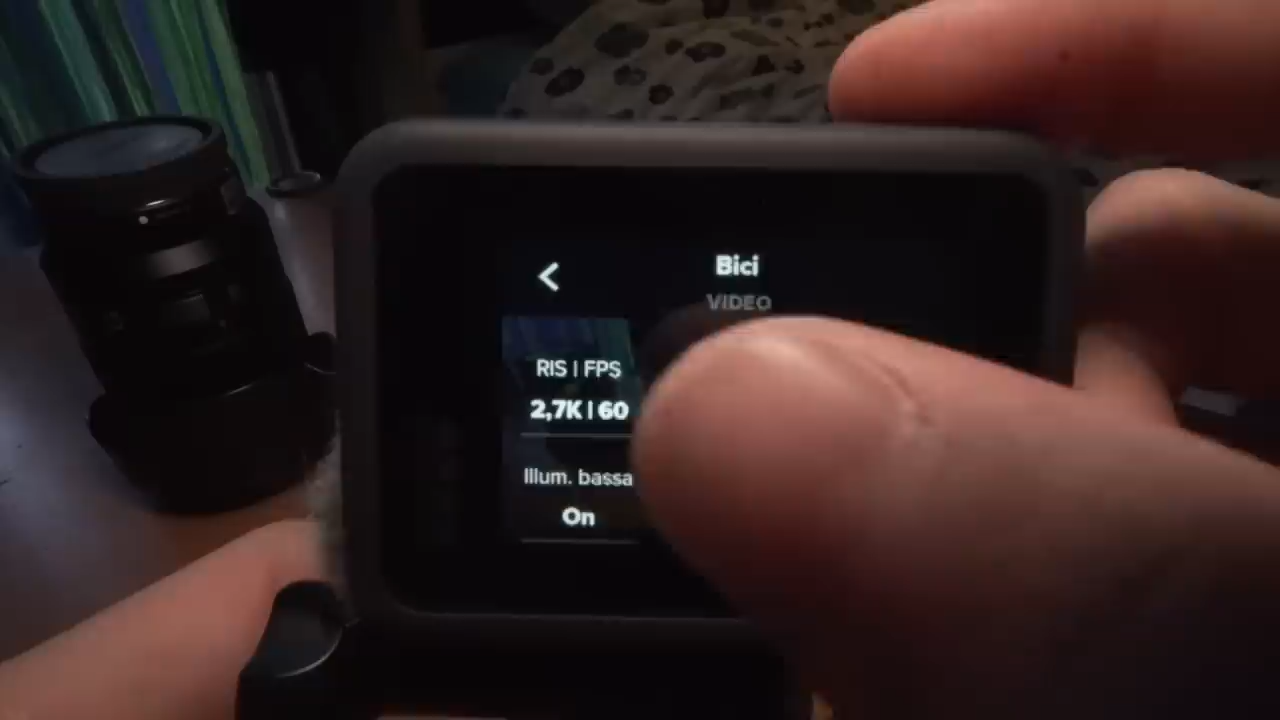 Bici
VIDEO
RIS | FPS
2,7K | 60
Illum. bassa
On